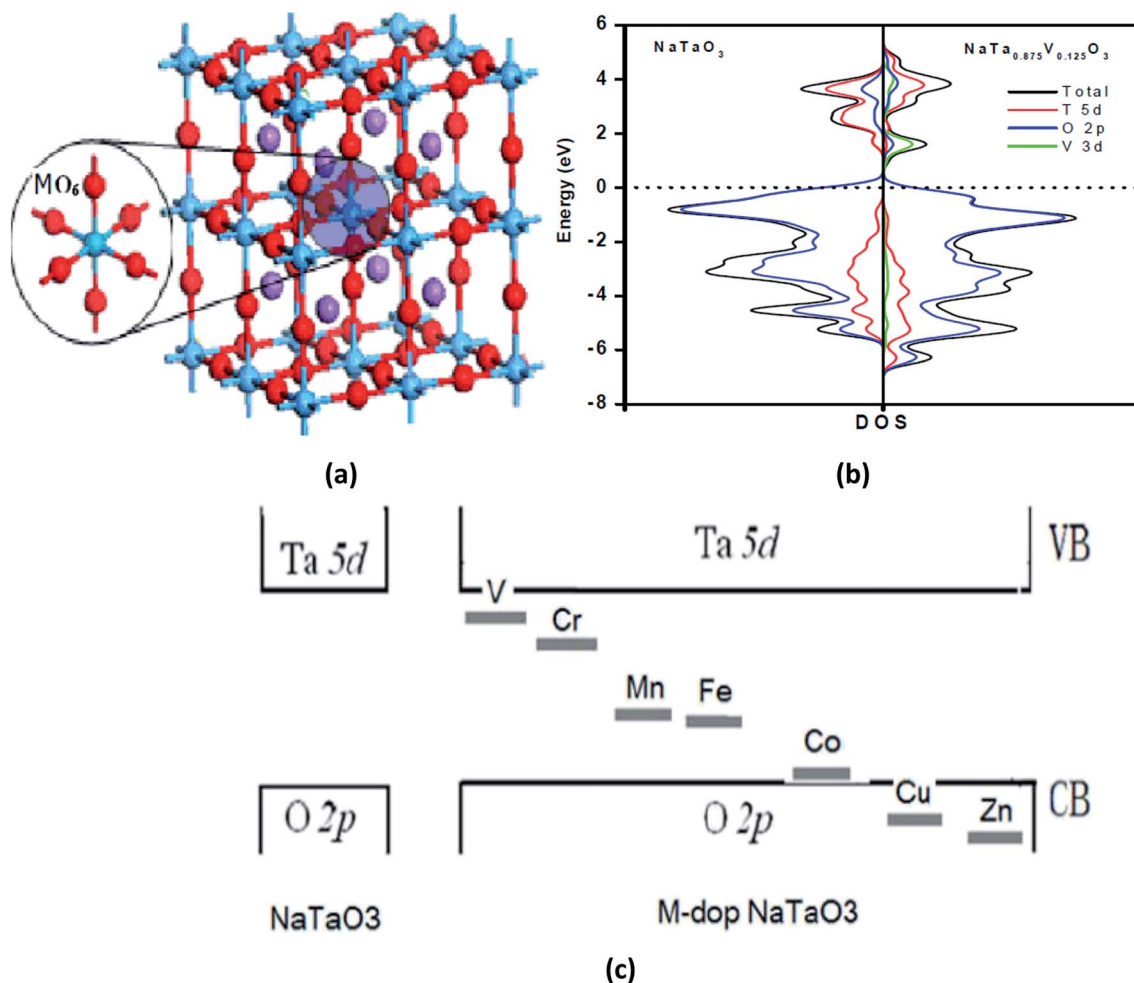 MO₆
(a)
6
4
2
0
-2
-4
-6
-8
Energy (eV)
NaTaO₃
NaTa₀.₈₇₅V₀.₁₂₅O₃
Total
T 5d
O 2p
V 3d
DOS
(b)
Ta 5d
Ta 5d
VB
V
Cr
Mn
Fe
Co
Cu
Zn
O 2p
O 2p
CB
NaTaO3
M-dop NaTaO3
(c)